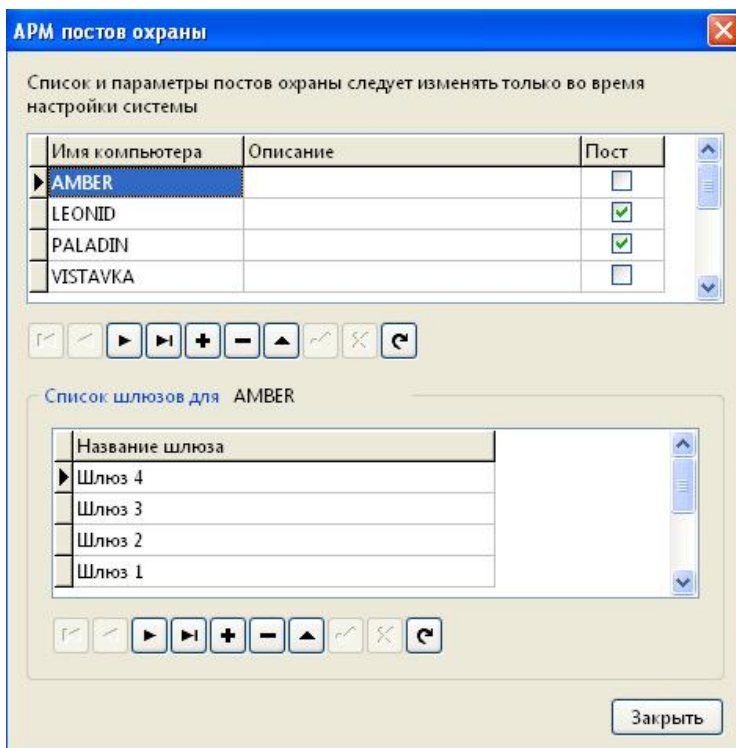 АРМ постов охраны
Список и параметры постов охраны следует изменять только во время
настройки системы
Имя компьютера Описание Пост
AMBER
LEONID
PALADIN
VISTAVKA
Список шлюзов для AMBER
Название шлюза
Шлюз 4
Шлюз 3
Шлюз 2
Шлюз 1
Закрыть